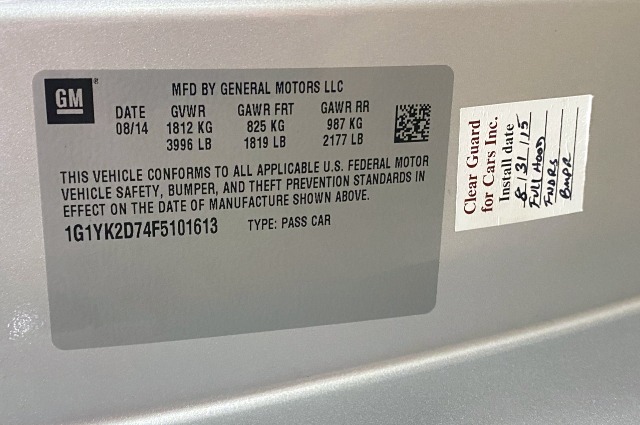 GM
MFD BY GENERAL MOTORS LLC
DATE GVWR GAWR FRT GAWR RR
08/14 1812 KG 825 KG 987 KG
3996 LB 1819 LB 2177 LB
THIS VEHICLE CONFORMS TO ALL APPLICABLE U.S. FEDERAL MOTOR
VEHICLE SAFETY, BUMPER, AND THEFT PREVENTION STANDARDS IN
EFFECT ON THE DATE OF MANUFACTURE SHOWN ABOVE.
1G1YK2D74F5101613 TYPE: PASS CAR
Clear Guard
for Cars Inc.
Install date
8/31/15
FULL HOOD
FNDRS
BMPR